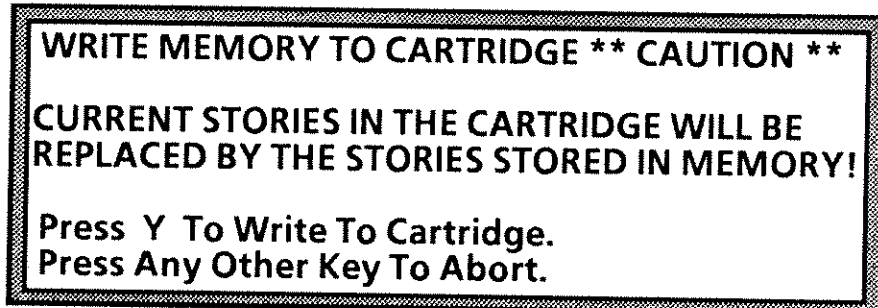 WRITE MEMORY TO CARTRIDGE ** CAUTION **
CURRENT STORIES IN THE CARTRIDGE WILL BE
REPLACED BY THE STORIES STORED IN MEMORY!
Press Y To Write To Cartridge.
Press Any Other Key To Abort.